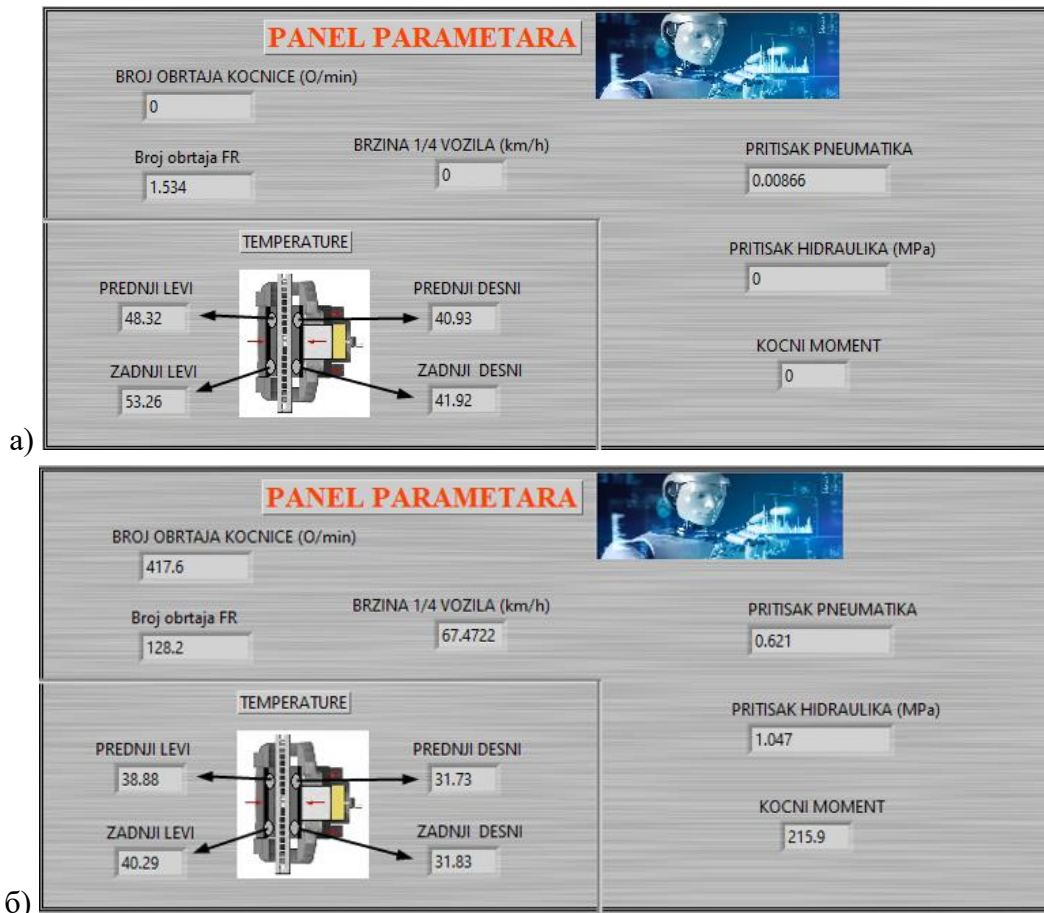 PANEL PARAMETARA
BROJ OBRTAJA KOCNICE (O/min)
0
Broj obrtaja FR
1.534
BRZINA 1/4 VOZILA (km/h)
0
PRITISAK PNEUMATIKA
0.00866
TEMPERATURE
PREDNJI LEVI
48.32
PREDNJI DESNI
40.93
ZADNJI LEVI
53.26
ZADNJI DESNI
41.92
PRITISAK HIDRAULIKA (MPa)
0
KOCNI MOMENT
0
а)
PANEL PARAMETARA
BROJ OBRTAJA KOCNICE (O/min)
417.6
Broj obrtaja FR
128.2
BRZINA 1/4 VOZILA (km/h)
67.4722
PRITISAK PNEUMATIKA
0.621
TEMPERATURE
PREDNJI LEVI
38.88
PREDNJI DESNI
31.73
ZADNJI LEVI
40.29
ZADNJI DESNI
31.83
PRITISAK HIDRAULIKA (MPa)
1.047
KOCNI MOMENT
215.9
б)